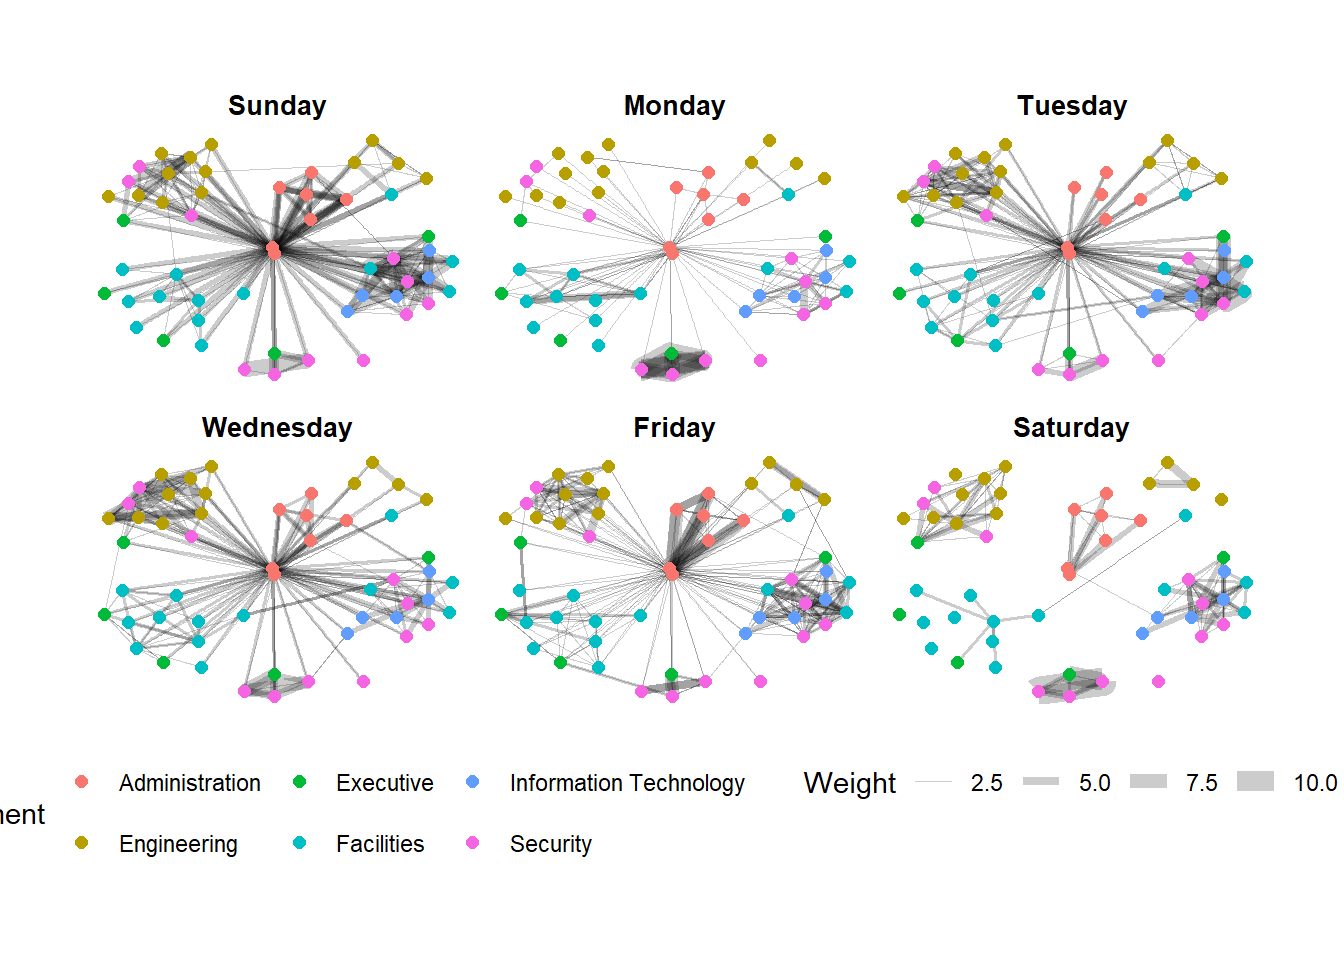 Sunday Monday Tuesday
Wednesday Friday Saturday
Administration Executive Information Technology Weight 2.5 5.0 7.5 10.0
Engineering Facilities Security